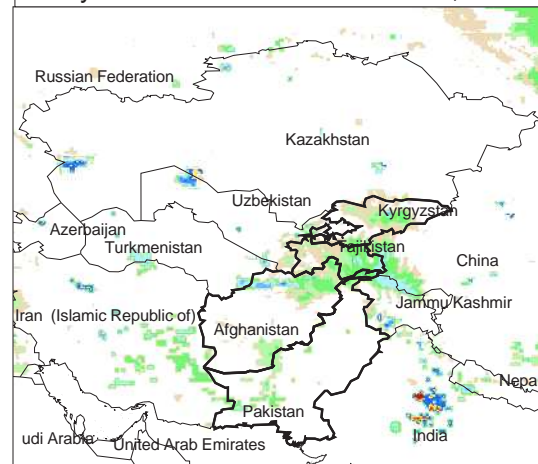 Russian Federation
Kazakhstan
Uzbekistan
Kyrgyzstan
Azerbaijan
Turkmenistan
Tajikistan
China
Jammu Kashmir
Iran (Islamic Republic of)
Afghanistan
Nepa
Pakistan
udi Arabia
United Arab Emirates
India